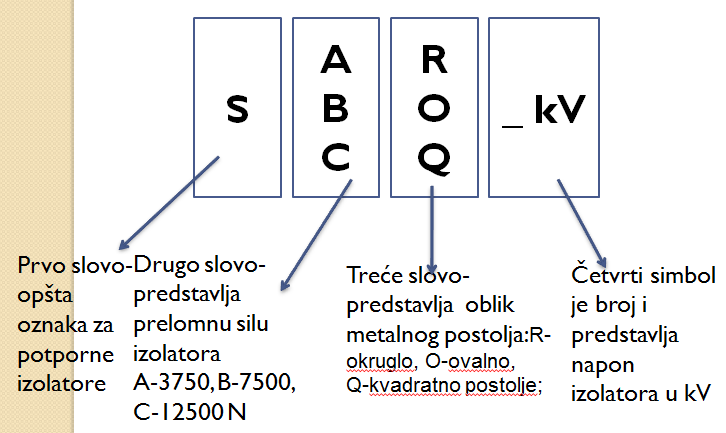 S
A
B
C
R
O
Q
_ kV
Prvo slovo-
opšta
oznaka za
potporne
izolatore
Drugo slovo-
predstavlja
prelomnu silu
izolatora
A-3750, B-7500,
C-12500 N
Treće slovo-
predstavlja oblik
metalnog postolja:R-
okruglo, O-ovalno,
Q-kvadratno postolje;
Četvrti simbol
je broj i
predstavlja
napon
izolatora u kV